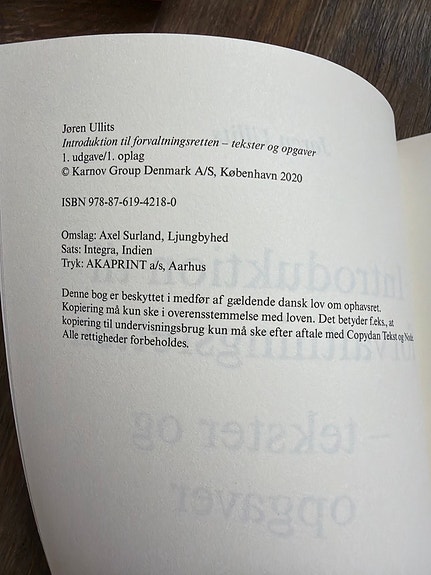 Jøren Ullits
Introduktion til forvaltningsretten – tekster og opgaver
1. udgave/1. oplag
© Karnov Group Denmark A/S, København 2020
ISBN 978-87-619-4218-0
Omslag: Axel Surland, Ljungbyhed
Sats: Integra, Indien
Tryk: AKAPRINT a/s, Aarhus
Denne bog er beskyttet i medfør af gældende dansk lov om ophavsret.
Kopiering må kun ske i overensstemmelse med loven. Det betyder f.eks., at
kopiering til undervisningsbrug kun må ske efter aftale med Copydan Tekst og Node.
Alle rettigheder forbeholdes.